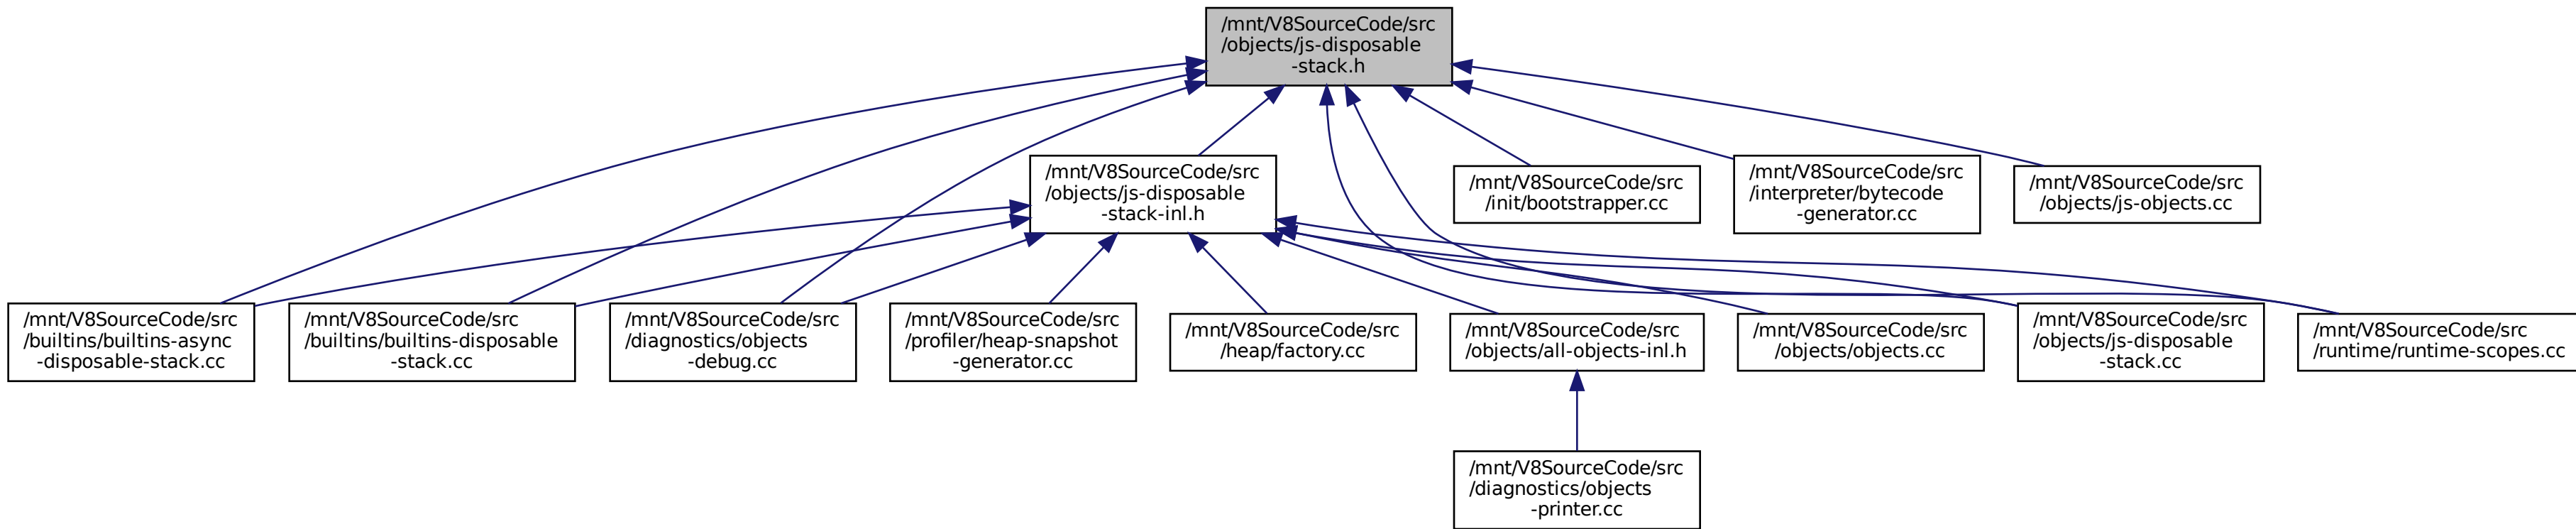 /mnt/V8SourceCode/src
/objects/js-disposable
-stack.h
/mnt/V8SourceCode/src
/objects/js-disposable
-stack-inl.h
/mnt/V8SourceCode/src
/init/bootstrapper.cc
/mnt/V8SourceCode/src
/interpreter/bytecode
-generator.cc
/mnt/V8SourceCode/src
/objects/js-objects.cc
/mnt/V8SourceCode/src
/builtins/builtins-async
-disposable-stack.cc
/mnt/V8SourceCode/src
/builtins/builtins-disposable
-stack.cc
/mnt/V8SourceCode/src
/diagnostics/objects
-debug.cc
/mnt/V8SourceCode/src
/profiler/heap-snapshot
-generator.cc
/mnt/V8SourceCode/src
/heap/factory.cc
/mnt/V8SourceCode/src
/objects/all-objects-inl.h
/mnt/V8SourceCode/src
/objects/objects.cc
/mnt/V8SourceCode/src
/objects/js-disposable
-stack.cc
/mnt/V8SourceCode/src
/runtime/runtime-scopes.cc
/mnt/V8SourceCode/src
/diagnostics/objects
-printer.cc